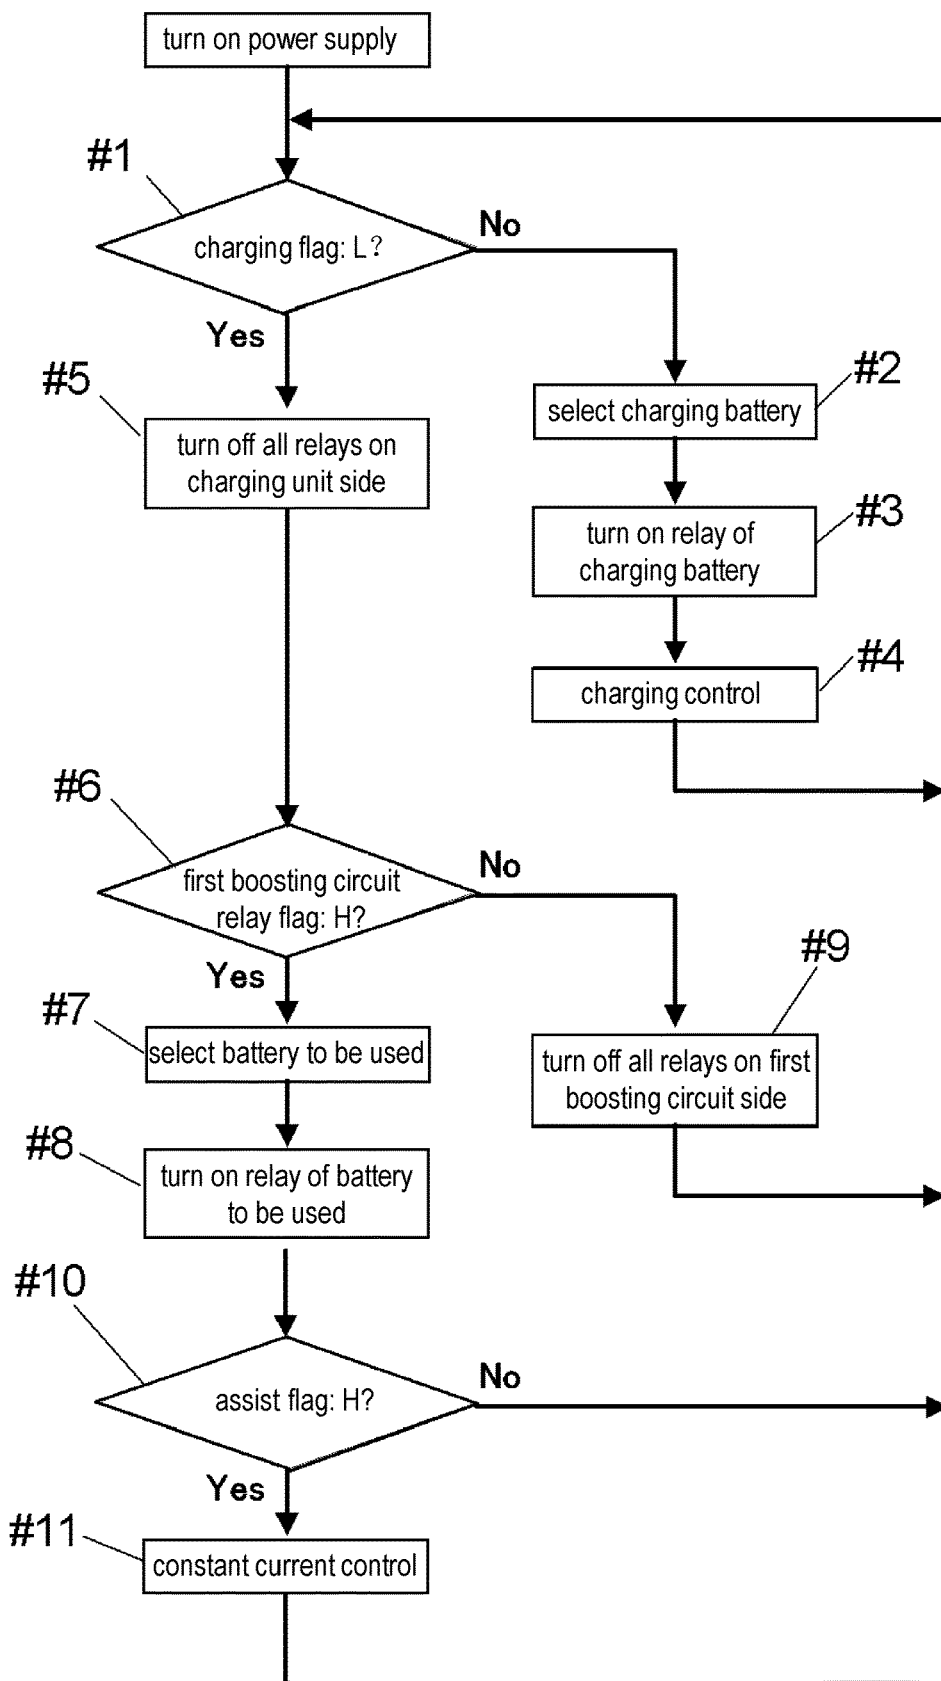 turn on power supply
#1
charging flag: L?
No
Yes
#5
turn off all relays on
charging unit side
#2
select charging battery
#3
turn on relay of
charging battery
#4
charging control
#6
first boosting circuit
relay flag: H?
No
Yes
#7
select battery to be used
#9
turn off all relays on first
boosting circuit side
#8
turn on relay of battery
to be used
#10
assist flag: H?
No
Yes
#11
constant current control